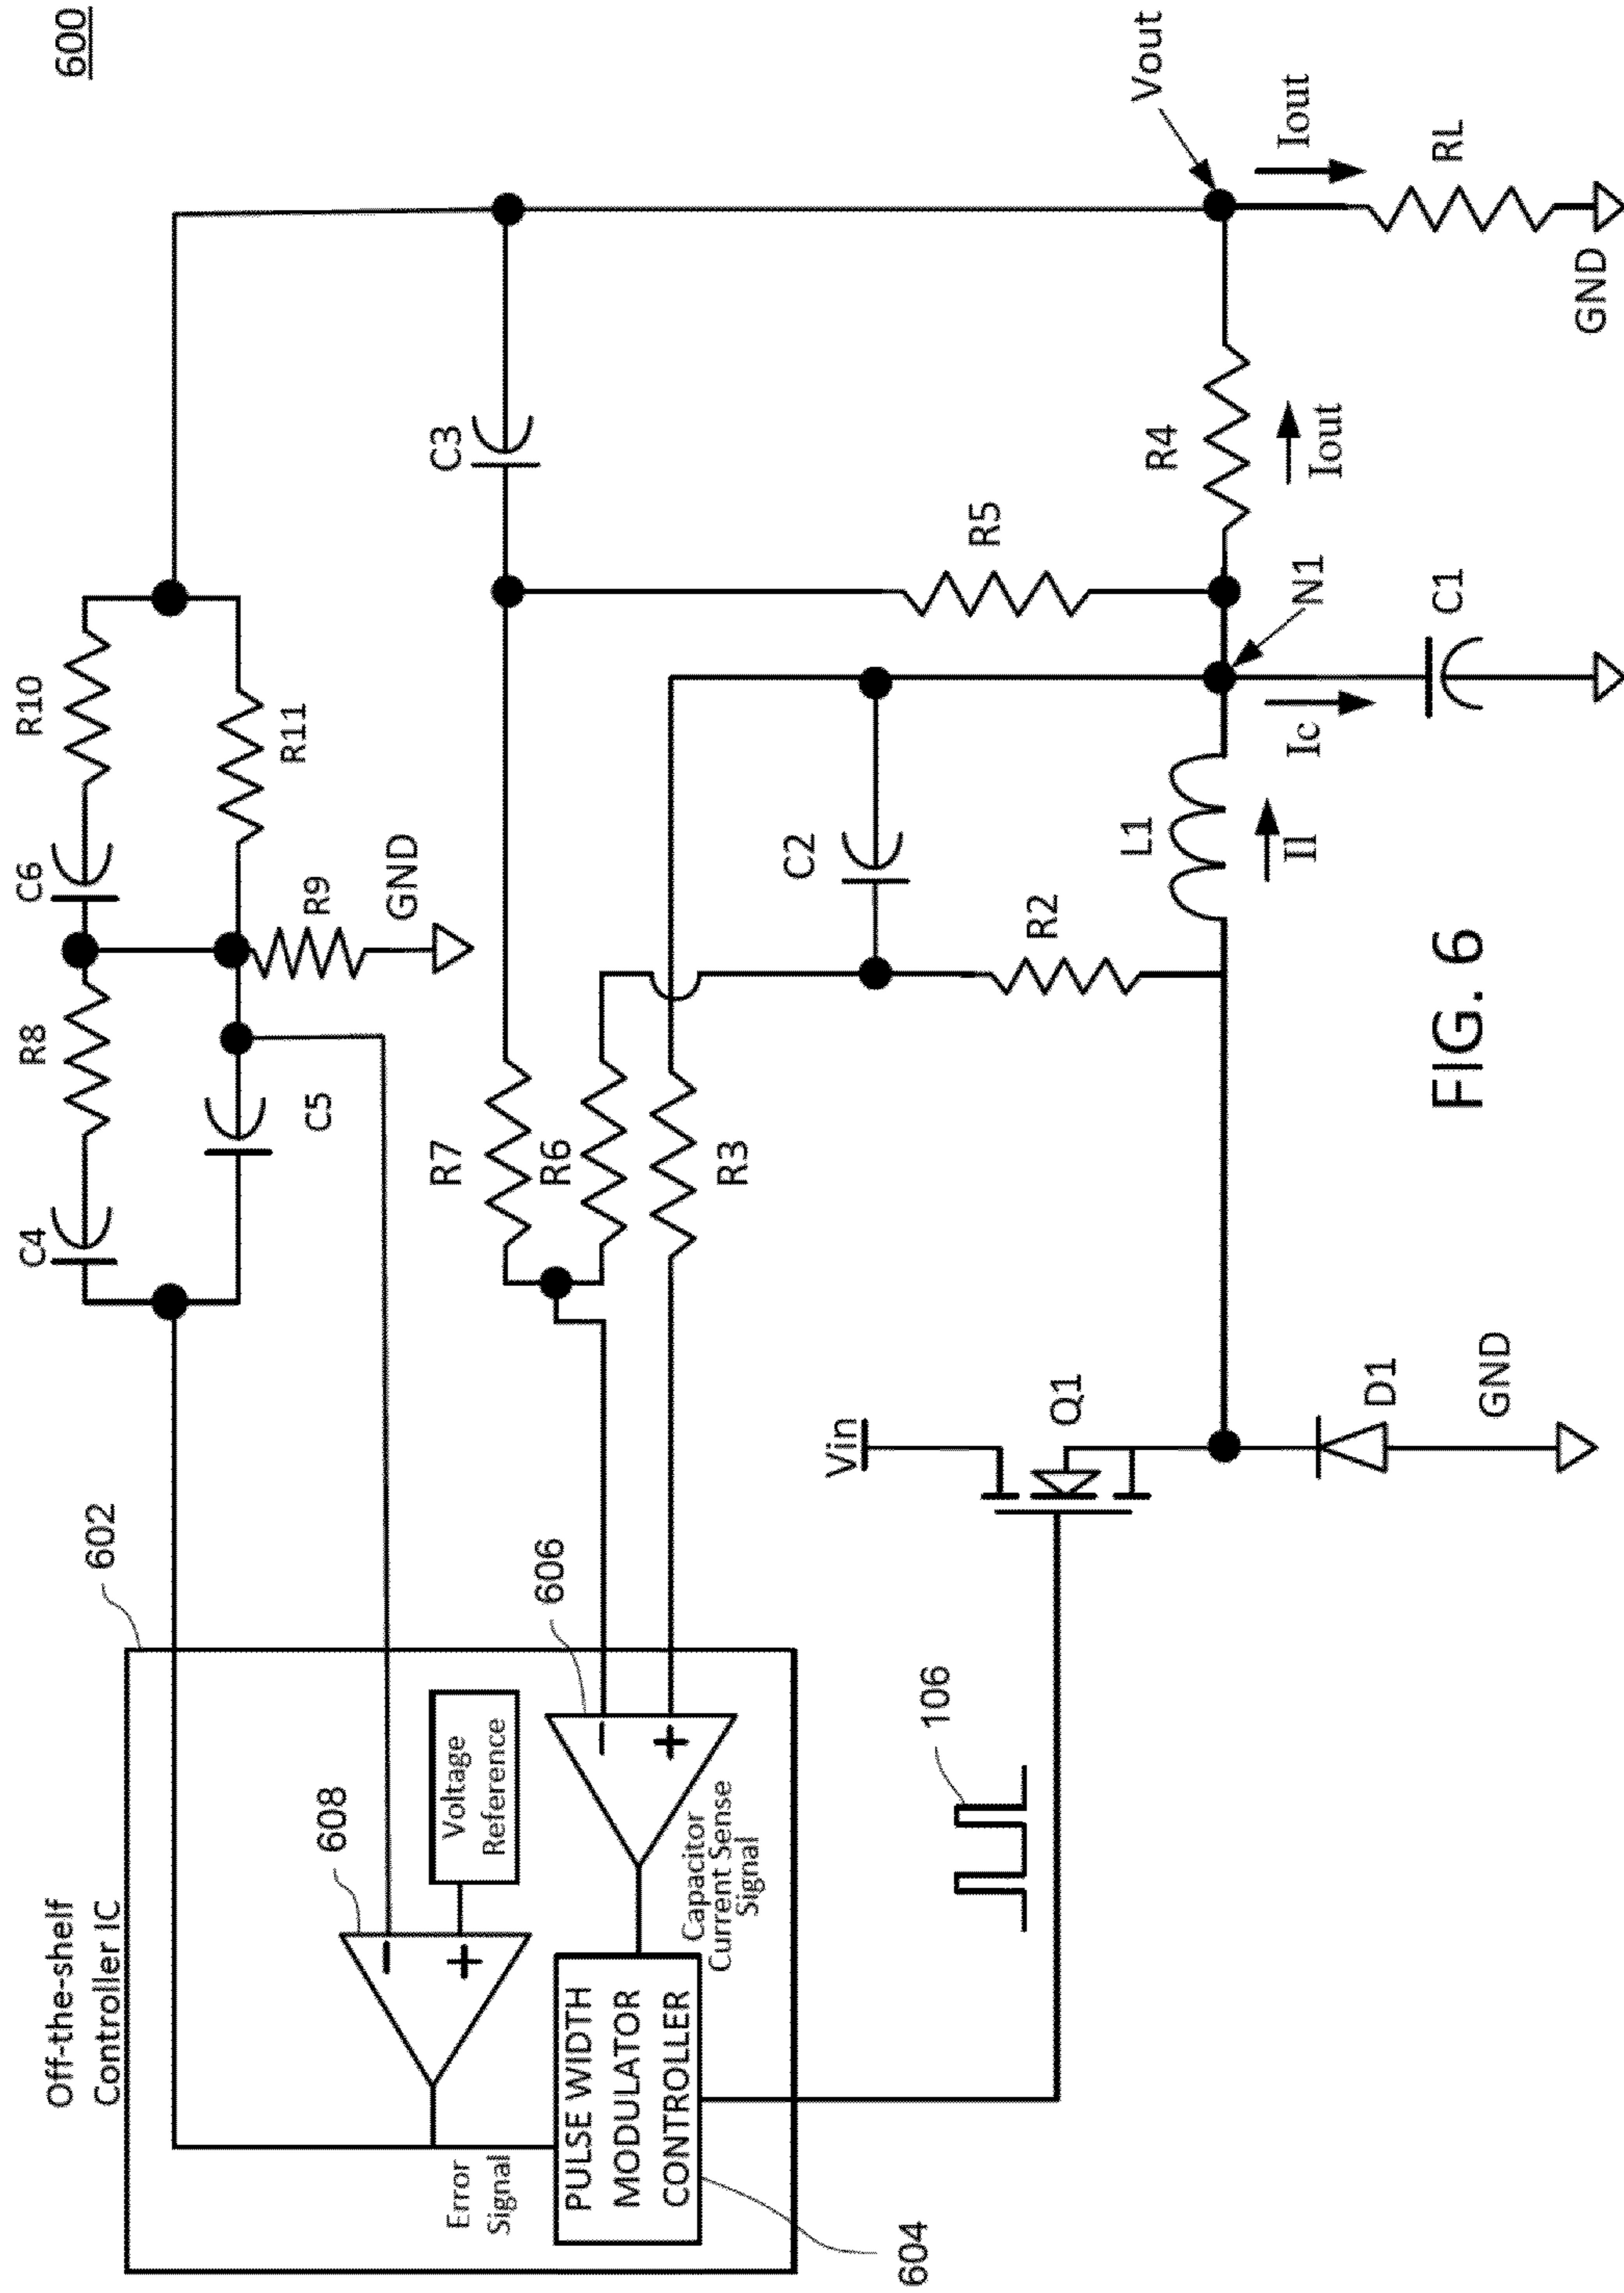 600
Off-the-shelf
Controller IC
602
C4
R8
C6
R10
C5
R9
R11
GND
608
Voltage
Reference
−
+
Error
Signal
606
−
+
Capacitor
Current Sense
Signal
PULSE WIDTH
MODULATOR
CONTROLLER
604
R7
R6
R3
C3
C2
R5
R2
R4
Vin
Q1
106
L1
Il
N1
Ic
Iout
Vout
Iout
D1
GND
C1
RL
GND
FIG. 6